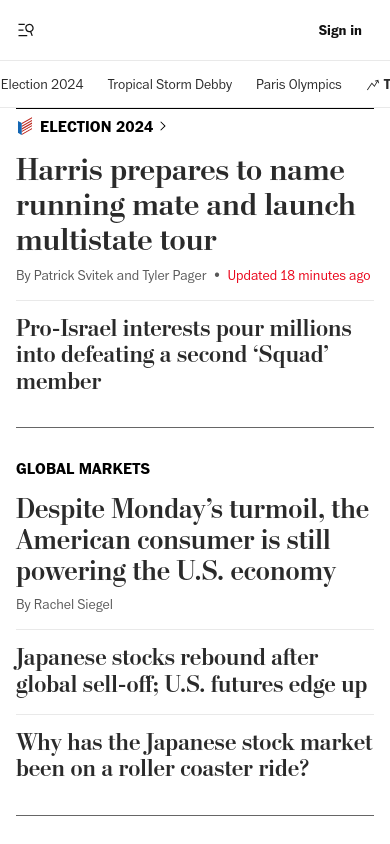 Sign in
Election 2024 Tropical Storm Debby Paris Olympics
ELECTION 2024
Harris prepares to name
running mate and launch
multistate tour
By Patrick Svitek and Tyler Pager • Updated 18 minutes ago
Pro-Israel interests pour millions
into defeating a second ‘Squad’
member
GLOBAL MARKETS
Despite Monday’s turmoil, the
American consumer is still
powering the U.S. economy
By Rachel Siegel
Japanese stocks rebound after
global sell-off; U.S. futures edge up
Why has the Japanese stock market
been on a roller coaster ride?